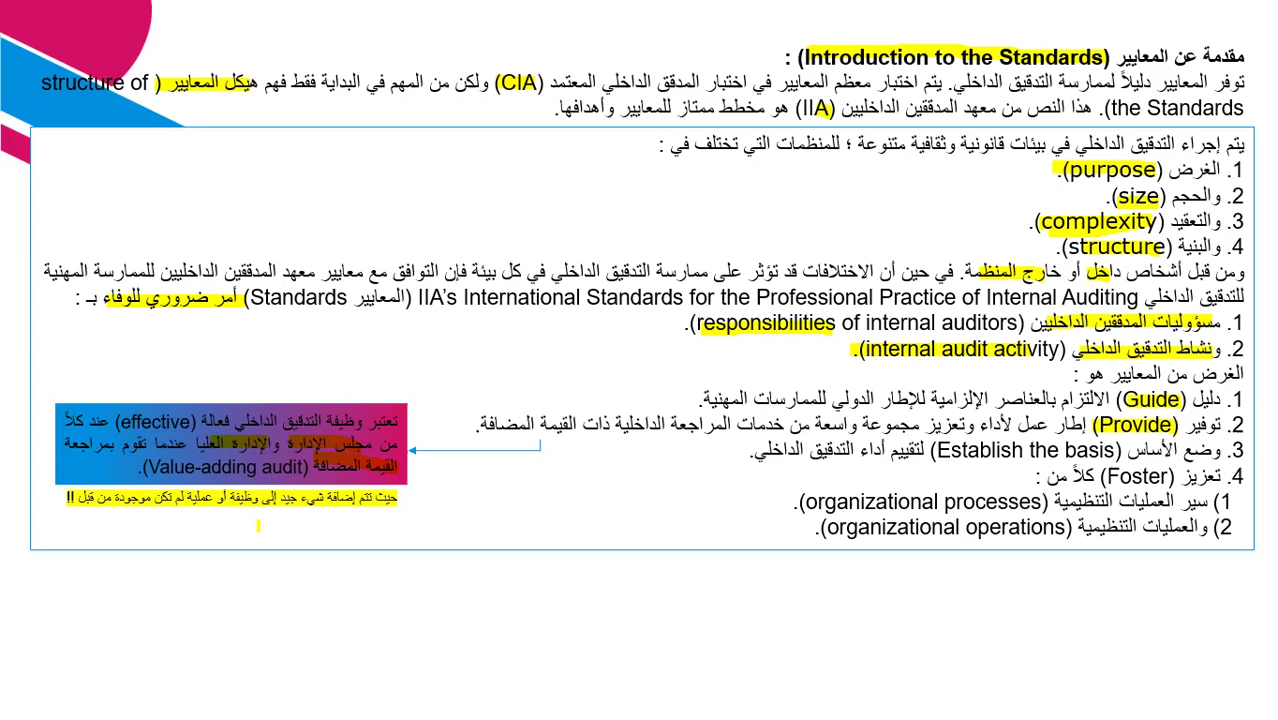 مقدمة عن المعايير (Introduction to the Standards) :
توفر المعايير دليلاً لممارسة التدقيق الداخلي. يتم اختبار معظم المعايير في اختبار المدقق الداخلي المعتمد (CIA) ولكن من المهم في البداية فقط فهم هيكل المعايير ( structure of
the Standards). هذا النص من معهد المدققين الداخليين (IIA) هو مخطط ممتاز للمعايير وأهدافها.
يتم إجراء التدقيق الداخلي في بيئات قانونية وثقافية متنوعة ؛ للمنظمات التي تختلف في :
1. الغرض (purpose).
2. والحجم (size).
3. والتعقيد (complexity).
4. والبنية (structure).
ومن قبل أشخاص داخل أو خارج المنظمة. في حين أن الاختلافات قد تؤثر على ممارسة التدقيق الداخلي في كل بيئة فإن التوافق مع معايير معهد المدققين الداخليين للممارسة المهنية
للتدقيق الداخلي IIA’s International Standards for the Professional Practice of Internal Auditing (المعايير Standards) أمر ضروري للوفاء بـ :
1. مسؤوليات المدققين الداخليين (responsibilities of internal auditors).
2. ونشاط التدقيق الداخلي (internal audit activity).
الغرض من المعايير هو :
1. دليل (Guide) الالتزام بالعناصر الإلزامية للإطار الدولي للممارسات المهنية.
2. توفير (Provide) إطار عمل لأداء وتعزيز مجموعة واسعة من خدمات المراجعة الداخلية ذات القيمة المضافة.
3. وضع الأساس (Establish the basis) لتقييم أداء التدقيق الداخلي.
4. تعزيز (Foster) كلاً من :
1) سير العمليات التنظيمية (organizational processes).
2) والعمليات التنظيمية (organizational operations).
تعتبر وظيفة التدقيق الداخلي فعالة (effective) عند كلاً
من مجلس الإدارة والإدارة العليا عندما تقوم بمراجعة
القيمة المضافة (Value-adding audit).
حيث تتم إضافة شيء جيد إلى وظيفة أو عملية لم تكن موجودة من قبل !!